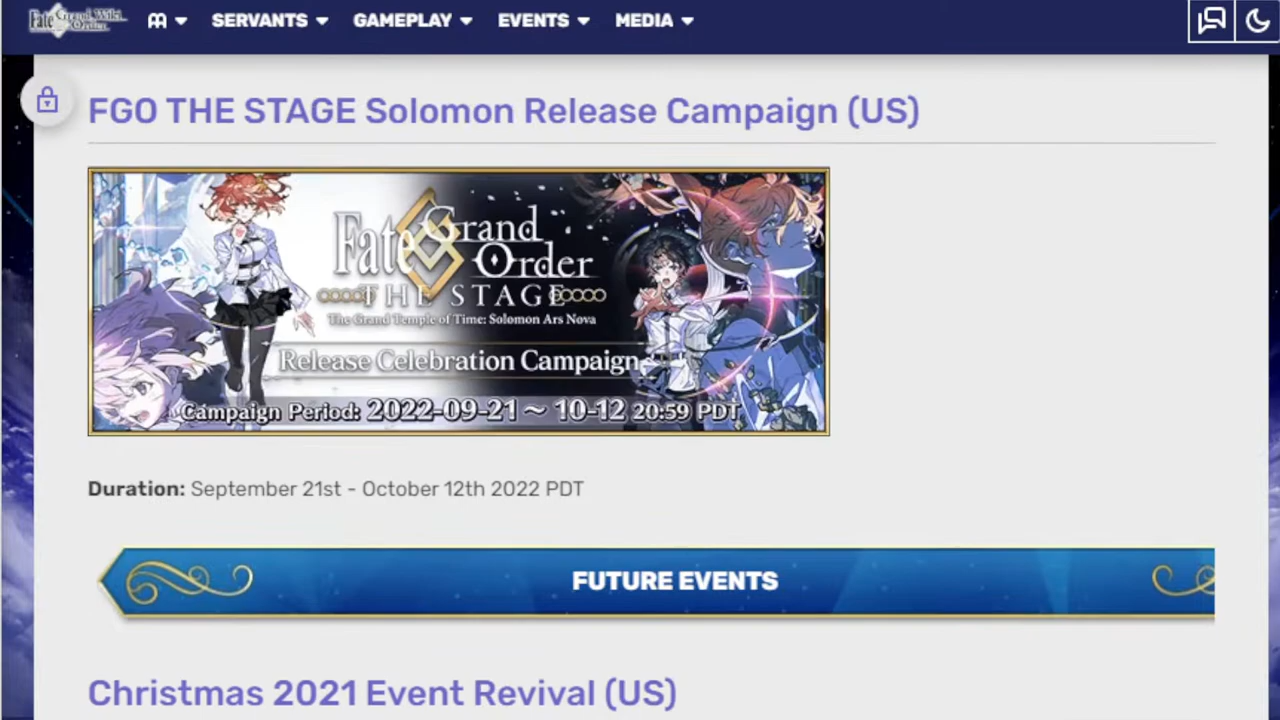 Fate Grand Order Wiki
SERVANTS GAMEPLAY EVENTS MEDIA
FGO THE STAGE Solomon Release Campaign (US)
Fate Grand Order
THE STAGE
The Grand Temple of Time: Solomon Ars Nova
Release Celebration Campaign
Campaign Period: 2022-09-21 ~ 10-12 20:59 PDT
Duration: September 21st - October 12th 2022 PDT
FUTURE EVENTS
Christmas 2021 Event Revival (US)